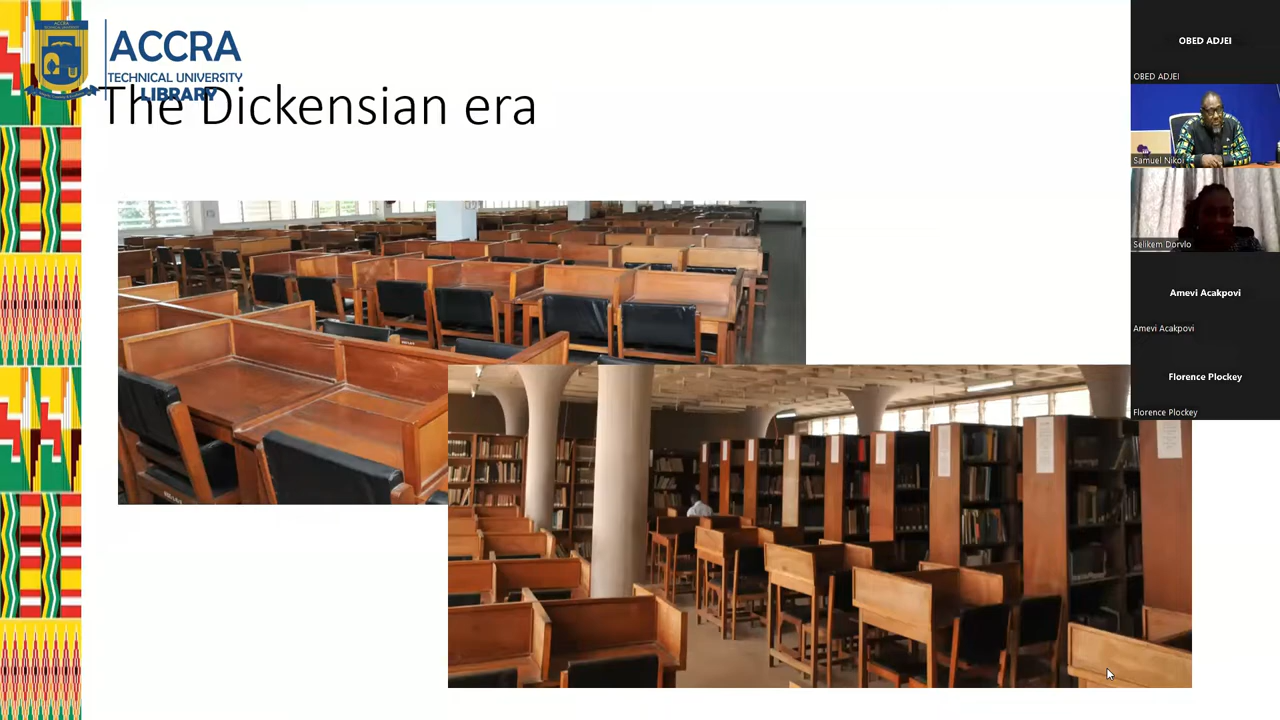 ACCRA
TECHNICAL UNIVERSITY
LIBRARY
The Dickensian era
OBED ADJEI
OBED ADJEI
Samuel Nikoi
Selikem Dorvlo
Amevi Acakpovi
Amevi Acakpovi
Florence Plockey
Florence Plockey